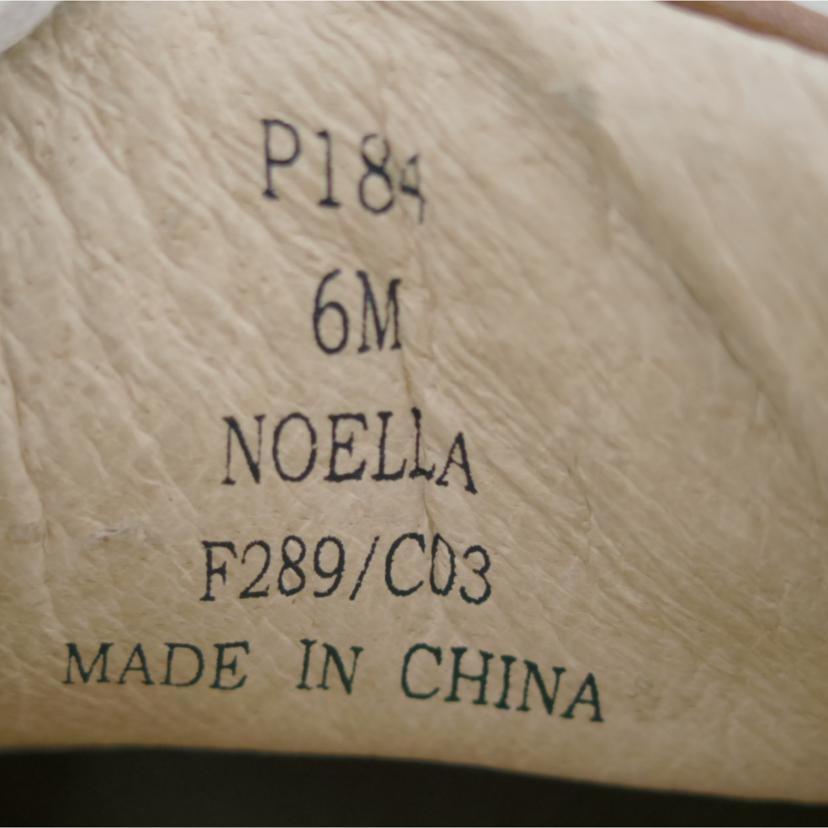 P184
6M
NOELLA
F289/C03
MADE IN CHINA